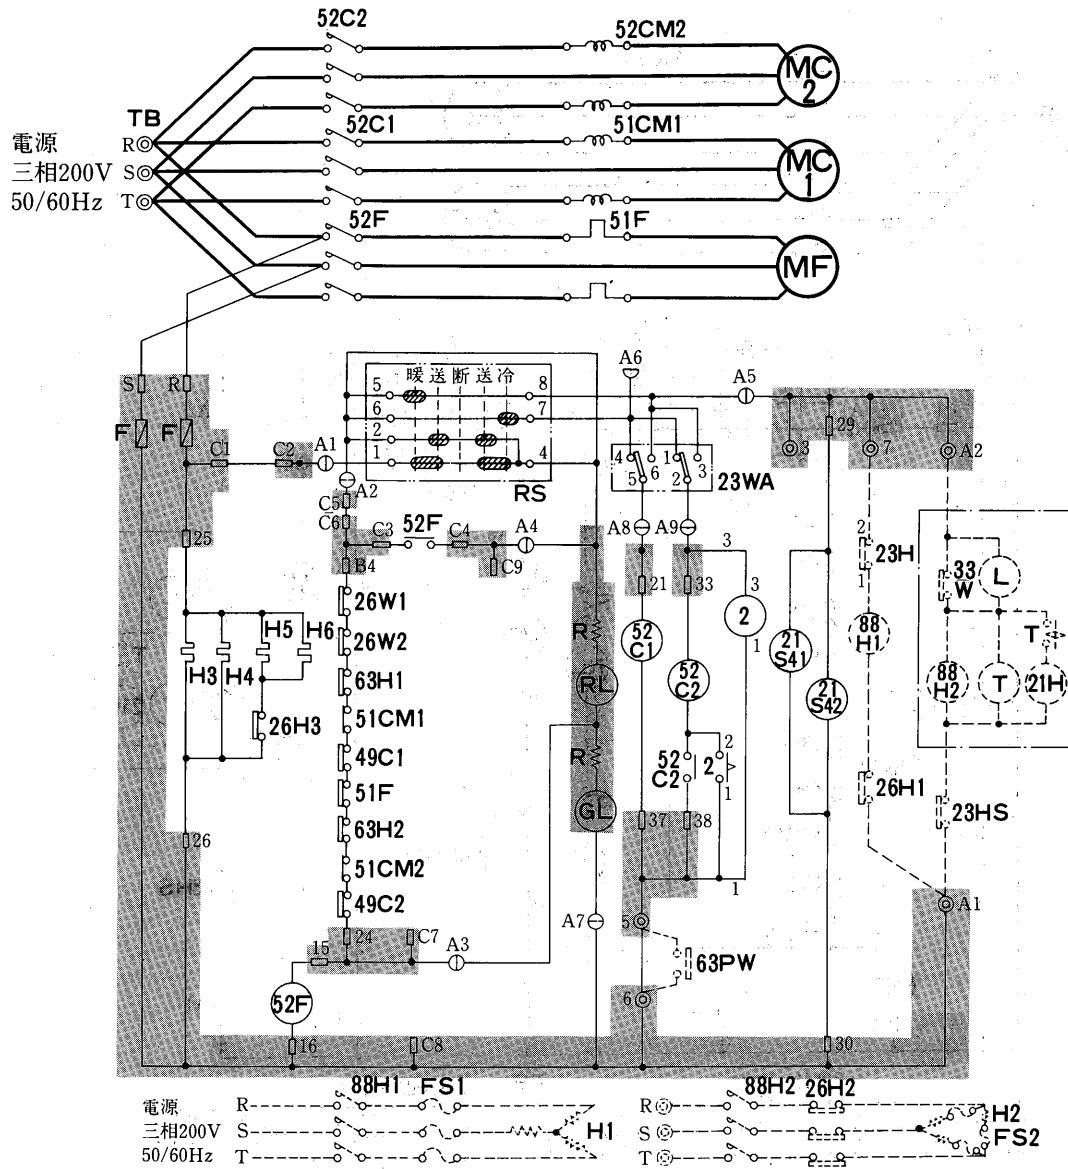 52C2
52CM2
MC
2
TB
52C1
51CM1
電源
R
三相200V
S
MC
1
50/60Hz
T
52F
51F
MF
A6
暖送断送冷
A5
S
R
5
8
6
7
F
F
2
29
C1
C2
A1
1
4
RS
4
6
1
3
5
2
23WA
3
7
A2
A2
C5
C6
C3
52F
C4
A4
A8
A9
25
B4
C9
3
2
23H
1
33
W
L
26W1
21
33
3
2
1
H5
H6
26W2
R
52
C1
88
H1
T
H3
H4
63H1
RL
52
C2
21
S41
21
S42
88
H2
T
21H
26H3
51CM1
49C1
R
52
C2
2
2
1
51F
GL
26H1
26
63H2
37
38
23HS
51CM2
49C2
1
A7
5
A1
24
C7
15
A3
63PW
52F
6
16
C8
30
88H1
FS1
88H2
26H2
電源
R
R
H2
三相200V
S
H1
S
FS2
50/60Hz
T
T